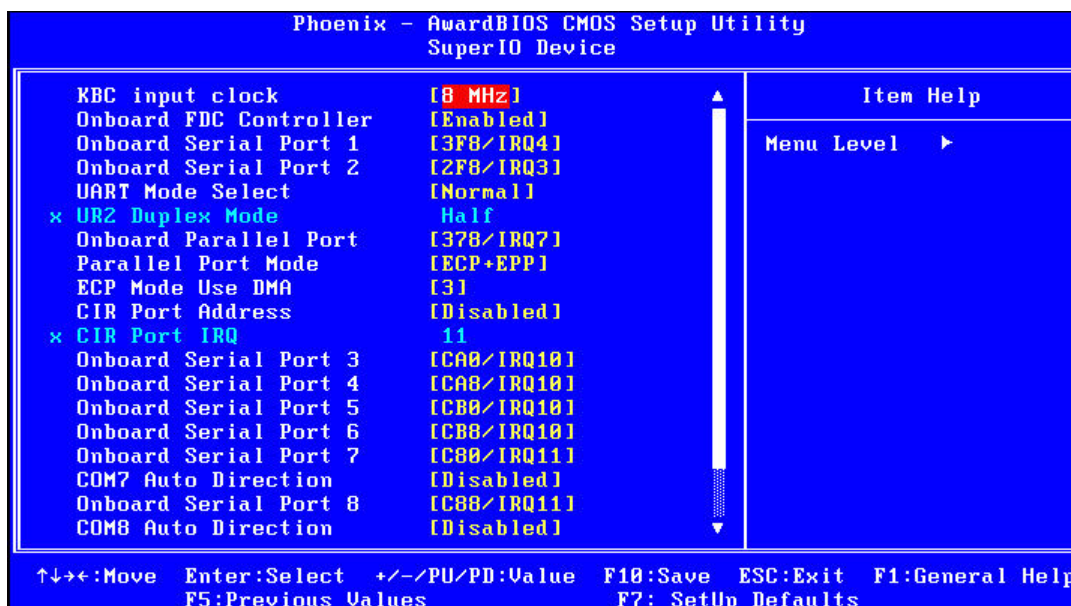 Phoenix - AwardBIOS CMOS Setup Utility
SuperIO Device
KBC input clock [8 MHz]
Onboard FDC Controller [Enabled]
Onboard Serial Port 1 [3F8/IRQ4]
Onboard Serial Port 2 [2F8/IRQ3]
UART Mode Select [Normal]
x UR2 Duplex Mode Half
Onboard Parallel Port [378/IRQ7]
Parallel Port Mode [ECP+EPP]
ECP Mode Use DMA [3]
CIR Port Address [Disabled]
x CIR Port IRQ 11
Onboard Serial Port 3 [CA0/IRQ10]
Onboard Serial Port 4 [CA8/IRQ10]
Onboard Serial Port 5 [CB0/IRQ10]
Onboard Serial Port 6 [CB8/IRQ10]
Onboard Serial Port 7 [C80/IRQ11]
COM7 Auto Direction [Disabled]
Onboard Serial Port 8 [C88/IRQ11]
COM8 Auto Direction [Disabled]
Item Help
Menu Level ►
↑↓→←:Move Enter:Select +/-/PU/PD:Value F10:Save ESC:Exit F1:General Help
F5:Previous Values F7: SetUp Defaults